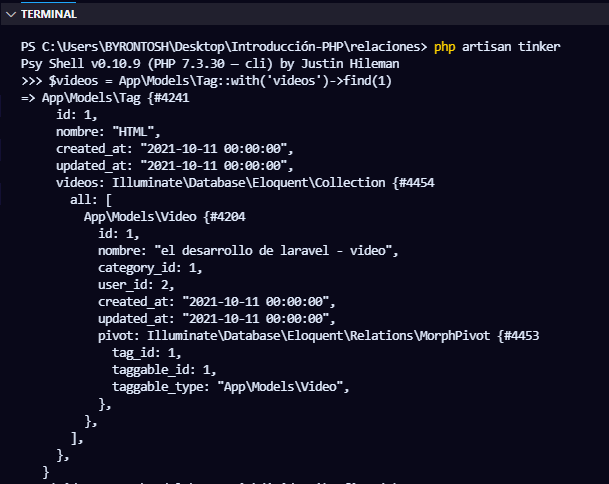 TERMINAL
PS C:\Users\BYRONTOSH\Desktop\Introducción-PHP\relaciones> php artisan tinker
Psy Shell v0.10.9 (PHP 7.3.30 — cli) by Justin Hileman
>>> $videos = App\Models\Tag::with('videos')->find(1)
=> App\Models\Tag {#4241
id: 1,
nombre: "HTML",
created_at: "2021-10-11 00:00:00",
updated_at: "2021-10-11 00:00:00",
videos: Illuminate\Database\Eloquent\Collection {#4454
all: [
App\Models\Video {#4204
id: 1,
nombre: "el desarrollo de laravel - video",
category_id: 1,
user_id: 2,
created_at: "2021-10-11 00:00:00",
updated_at: "2021-10-11 00:00:00",
pivot: Illuminate\Database\Eloquent\Relations\MorphPivot {#4453
tag_id: 1,
taggable_id: 1,
taggable_type: "App\Models\Video",
},
},
],
},
}